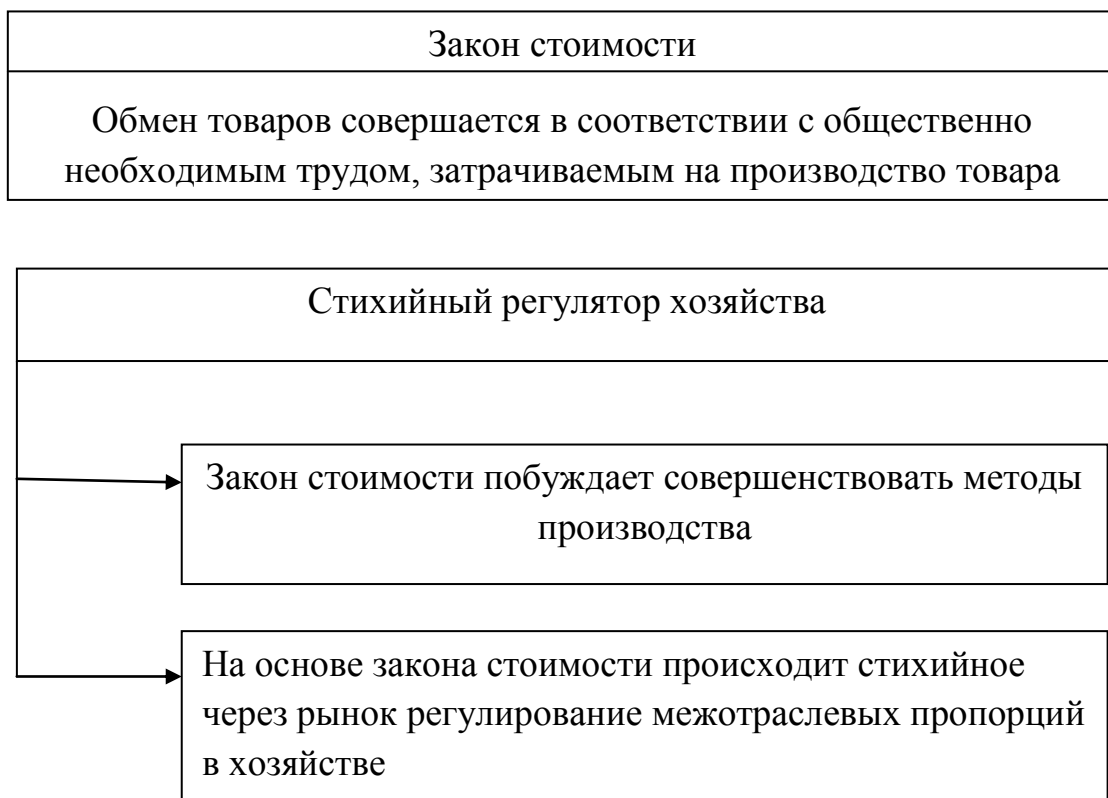 Закон стоимости
Обмен товаров совершается в соответствии с общественно
необходимым трудом, затрачиваемым на производство товара
Стихийный регулятор хозяйства
Закон стоимости побуждает совершенствовать методы
производства
На основе закона стоимости происходит стихийное
через рынок регулирование межотраслевых пропорций
в хозяйстве